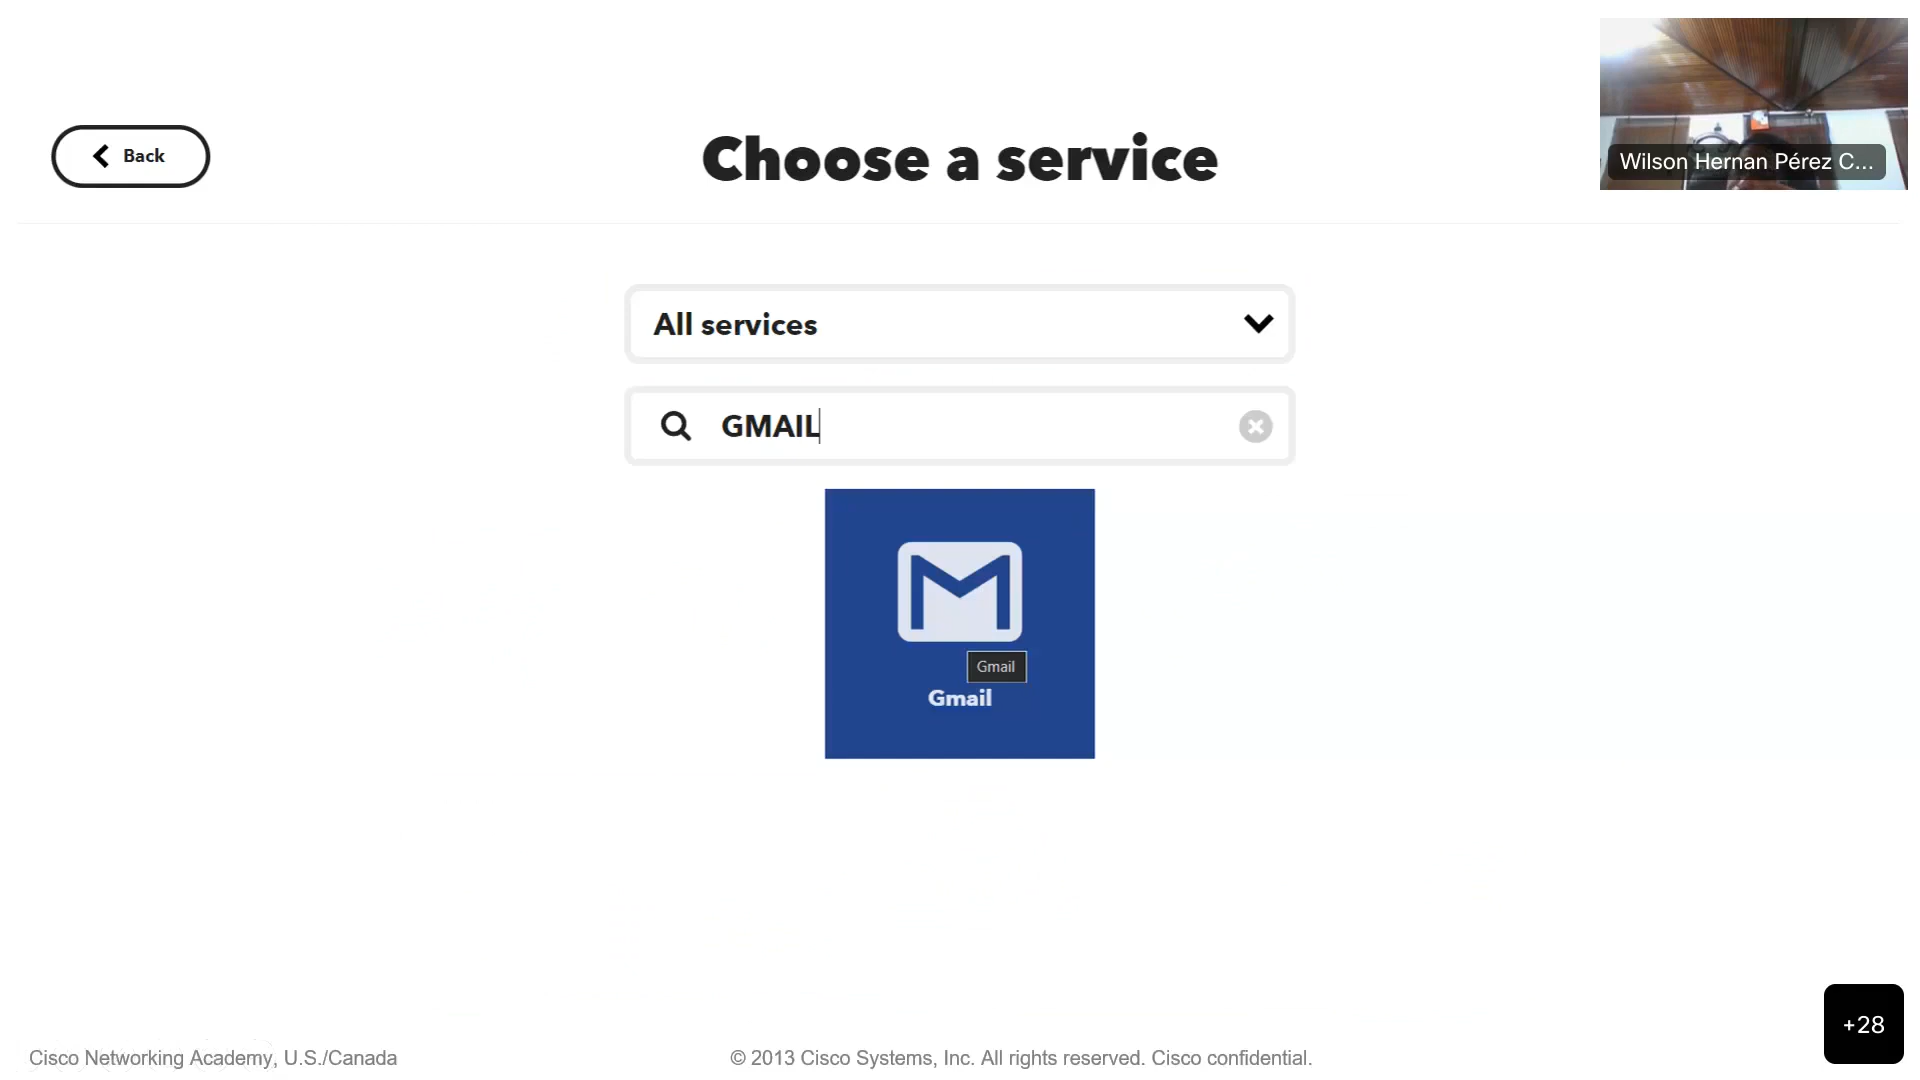 Back
Choose a service
Wilson Hernan Pérez C...
All services
GMAIL
Gmail
Gmail
+28
Cisco Networking Academy, U.S./Canada
© 2013 Cisco Systems, Inc. All rights reserved. Cisco confidential.